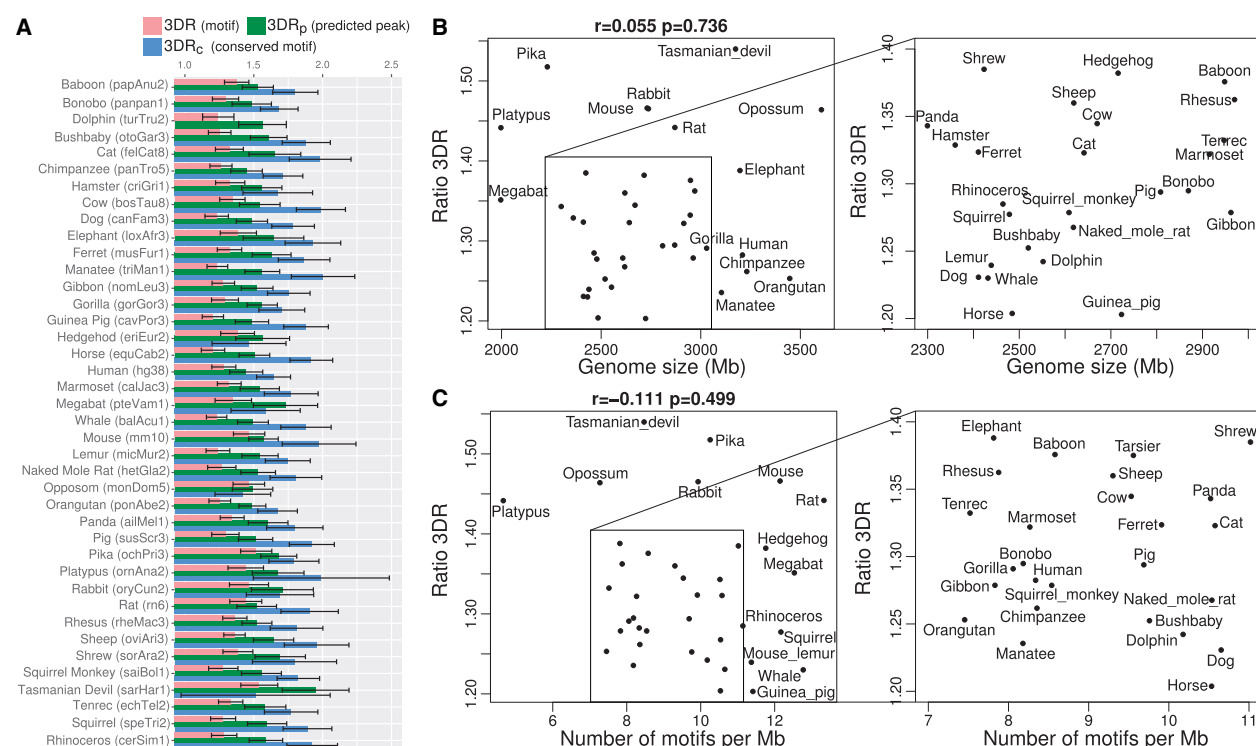 A
3DR (motif) 3DRp (predicted peak)
3DRc (conserved motif)
1.0 1.5 2.0 2.5
Baboon (papAnu2)
Bonobo (panpan1)
Dolphin (turTru2)
Bushbaby (otoGar3)
Cat (felCat8)
Chimpanzee (panTro5)
Hamster (criGri1)
Cow (bosTau8)
Dog (canFam3)
Elephant (loxAfr3)
Ferret (musFur1)
Manatee (triMan1)
Gibbon (nomLeu3)
Gorilla (gorGor3)
Guinea Pig (cavPor3)
Hedgehod (eriEur2)
Horse (equCab2)
Human (hg38)
Marmoset (calJac3)
Megabat (pteVam1)
Whale (balAcu1)
Mouse (mm10)
Lemur (micMur2)
Naked Mole Rat (hetGla2)
Opposom (monDom5)
Orangutan (ponAbe2)
Panda (ailMel1)
Pig (susScr3)
Pika (ochPri3)
Platypus (ornAna2)
Rabbit (oryCun2)
Rat (rn6)
Rhesus (rheMac3)
Sheep (oviAri3)
Shrew (sorAra2)
Squirrel Monkey (saiBol1)
Tasmanian Devil (sarHar1)
Tenrec (echTel2)
Squirrel (speTri2)
Rhinoceros (cerSim1)
B
r=0.055 p=0.736
Ratio 3DR
1.50
1.40
1.30
1.20
Pika
Tasmanian_devil
Rabbit
Mouse
Opossum
Platypus
Rat
Elephant
Megabat
Gorilla
Human
Chimpanzee
Orangutan
Manatee
2000 2500 3000 3500
Genome size (Mb)
Ratio 3DR
1.40
1.35
1.30
1.25
1.20
Shrew
Hedgehog
Baboon
Sheep
Rhesus
Cow
Panda
Hamster
Ferret
Cat
Tenrec
Marmoset
Rhinoceros
Squirrel_monkey
Pig
Bonobo
Squirrel
Gibbon
Naked_mole_rat
Bushbaby
Lemur
Dolphin
Dog
Whale
Guinea_pig
Horse
2300 2500 2700 2900
Genome size (Mb)
C
r=−0.111 p=0.499
Ratio 3DR
1.50
1.40
1.30
1.20
Tasmanian_devil
Pika
Opossum
Mouse
Rabbit
Rat
Platypus
Hedgehog
Megabat
Rhinoceros
Squirrel
Mouse_lemur
Whale
Guinea_pig
6 8 10 12
Number of motifs per Mb
Ratio 3DR
1.40
1.35
1.30
1.25
1.20
Elephant
Shrew
Baboon
Tarsier
Rhesus
Sheep
Tenrec
Cow
Panda
Marmoset
Ferret
Cat
Bonobo
Pig
Gorilla
Human
Gibbon
Squirrel_monkey
Naked_mole_rat
Chimpanzee
Bushbaby
Orangutan
Dolphin
Manatee
Dog
Horse
7 8 9 10 11
Number of motifs per Mb